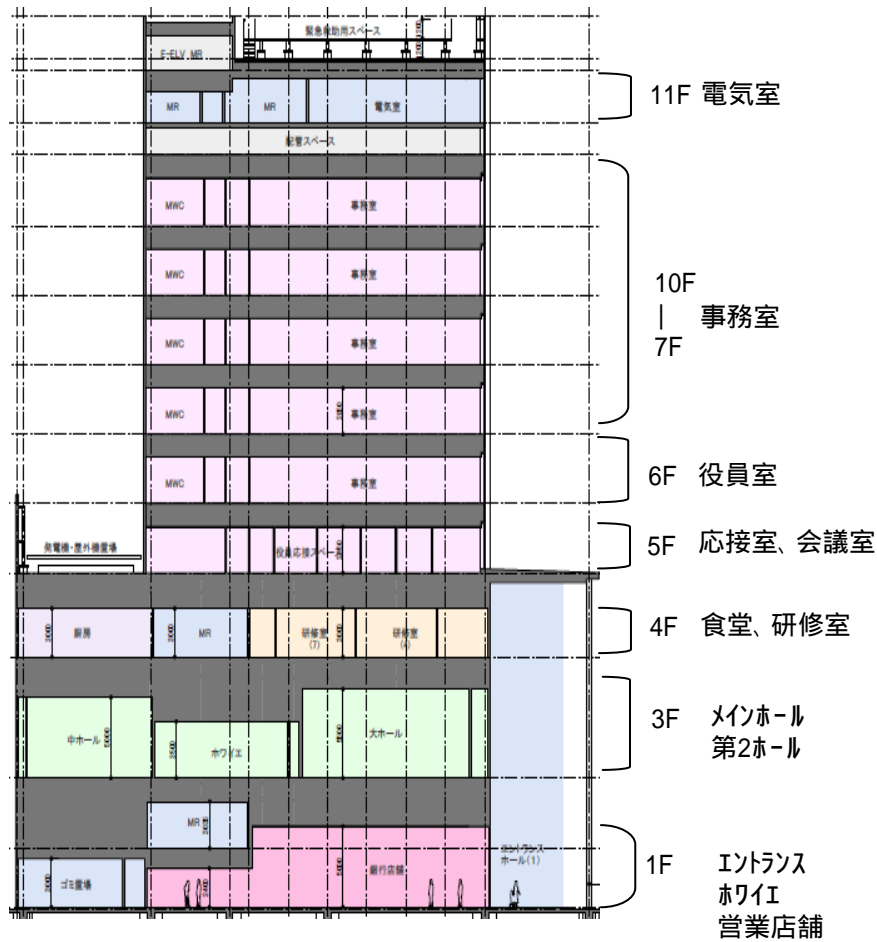 緊急救助用スペース
E-ELV MR
11F 電気室
MR
MR
電気室
配管スペース
MWC
事務室
MWC
事務室
10F
|
7F
事務室
MWC
事務室
MWC
事務室
MWC
事務室
6F 役員室
発電機・屋外機置場
役員応接スペース
5F 応接室、会議室
厨房
MR
研修室
(7)
研修室
(4)
4F 食堂、研修室
中ホール
ホワイエ
大ホール
3F メインホール
第2ホール
MR
エントランス
ホール(1)
銀行店舗
ゴミ置場
1F エントランス
ホワイエ
営業店舗